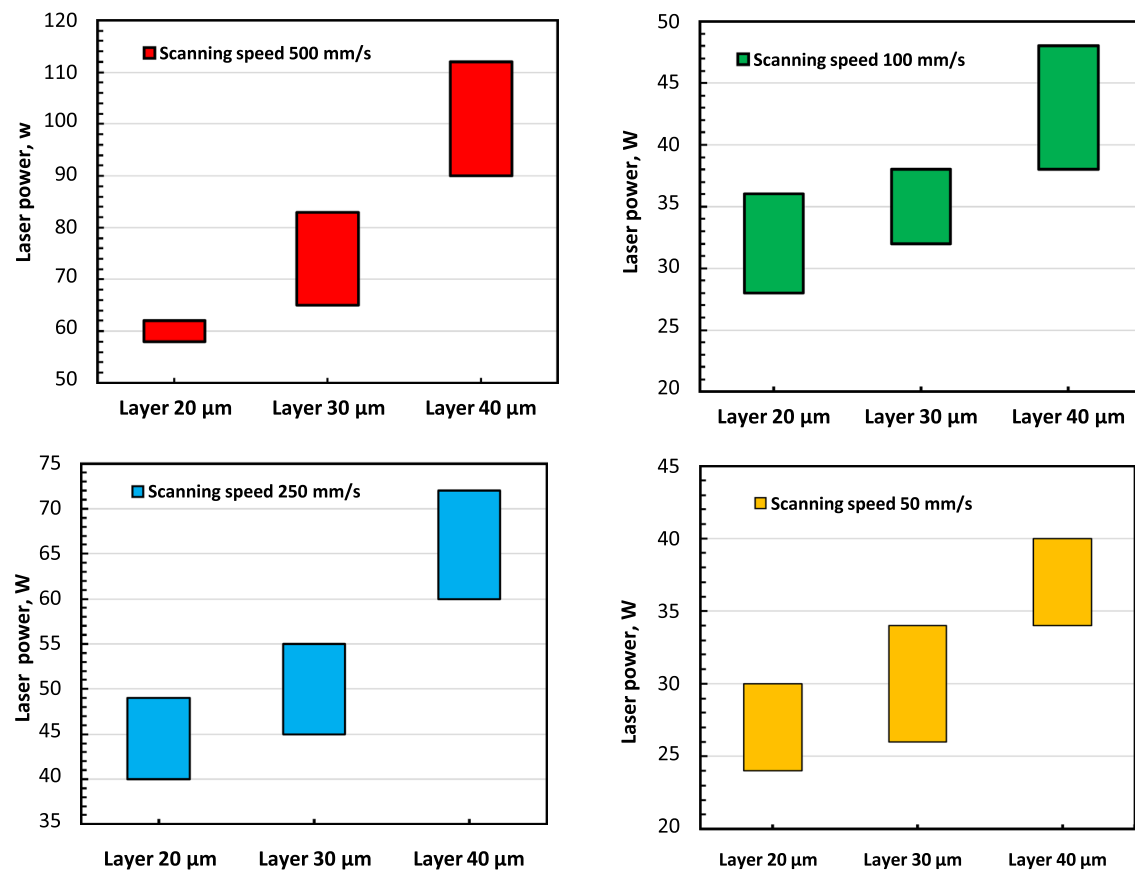 120
110
100
90
80
70
60
50
Laser power, w
Scanning speed 500 mm/s
Layer 20 µm
Layer 30 µm
Layer 40 µm
50
45
40
35
30
25
20
Laser power, W
Scanning speed 100 mm/s
Layer 20 µm
Layer 30 µm
Layer 40 µm
75
70
65
60
55
50
45
40
35
Laser power, W
Scanning speed 250 mm/s
Layer 20 µm
Layer 30 µm
Layer 40 µm
45
40
35
30
25
20
Laser power, W
Scanning speed 50 mm/s
Layer 20 µm
Layer 30 µm
Layer 40 µm